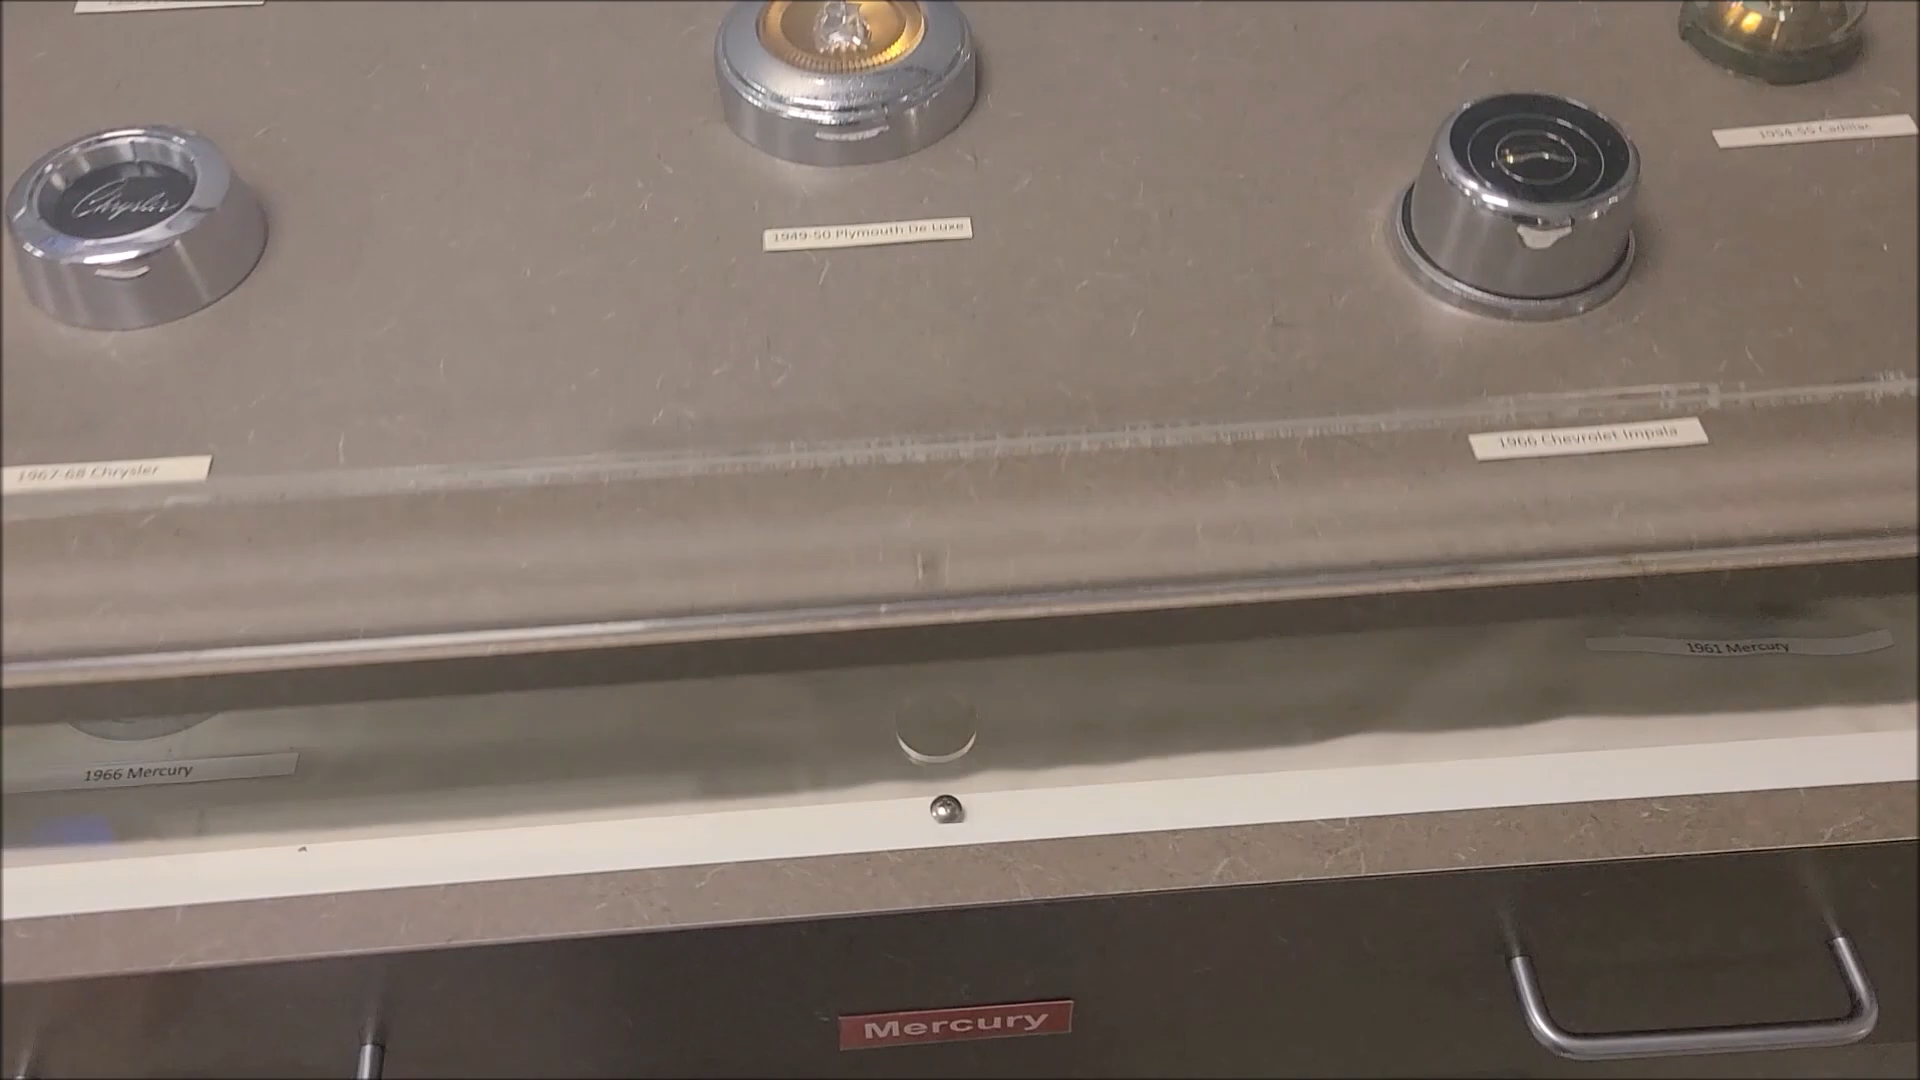 Chrysler
1954-55 Cadillac
1949-50 Plymouth De Luxe
1966 Chevrolet Impala
1967-68 Chrysler
1961 Mercury
1966 Mercury
Mercury